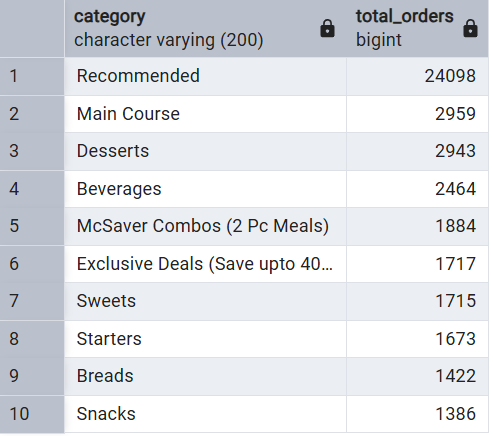 category total_orders
character varying (200) bigint
1 Recommended 24098
2 Main Course 2959
3 Desserts 2943
4 Beverages 2464
5 McSaver Combos (2 Pc Meals) 1884
6 Exclusive Deals (Save upto 40... 1717
7 Sweets 1715
8 Starters 1673
9 Breads 1422
10 Snacks 1386